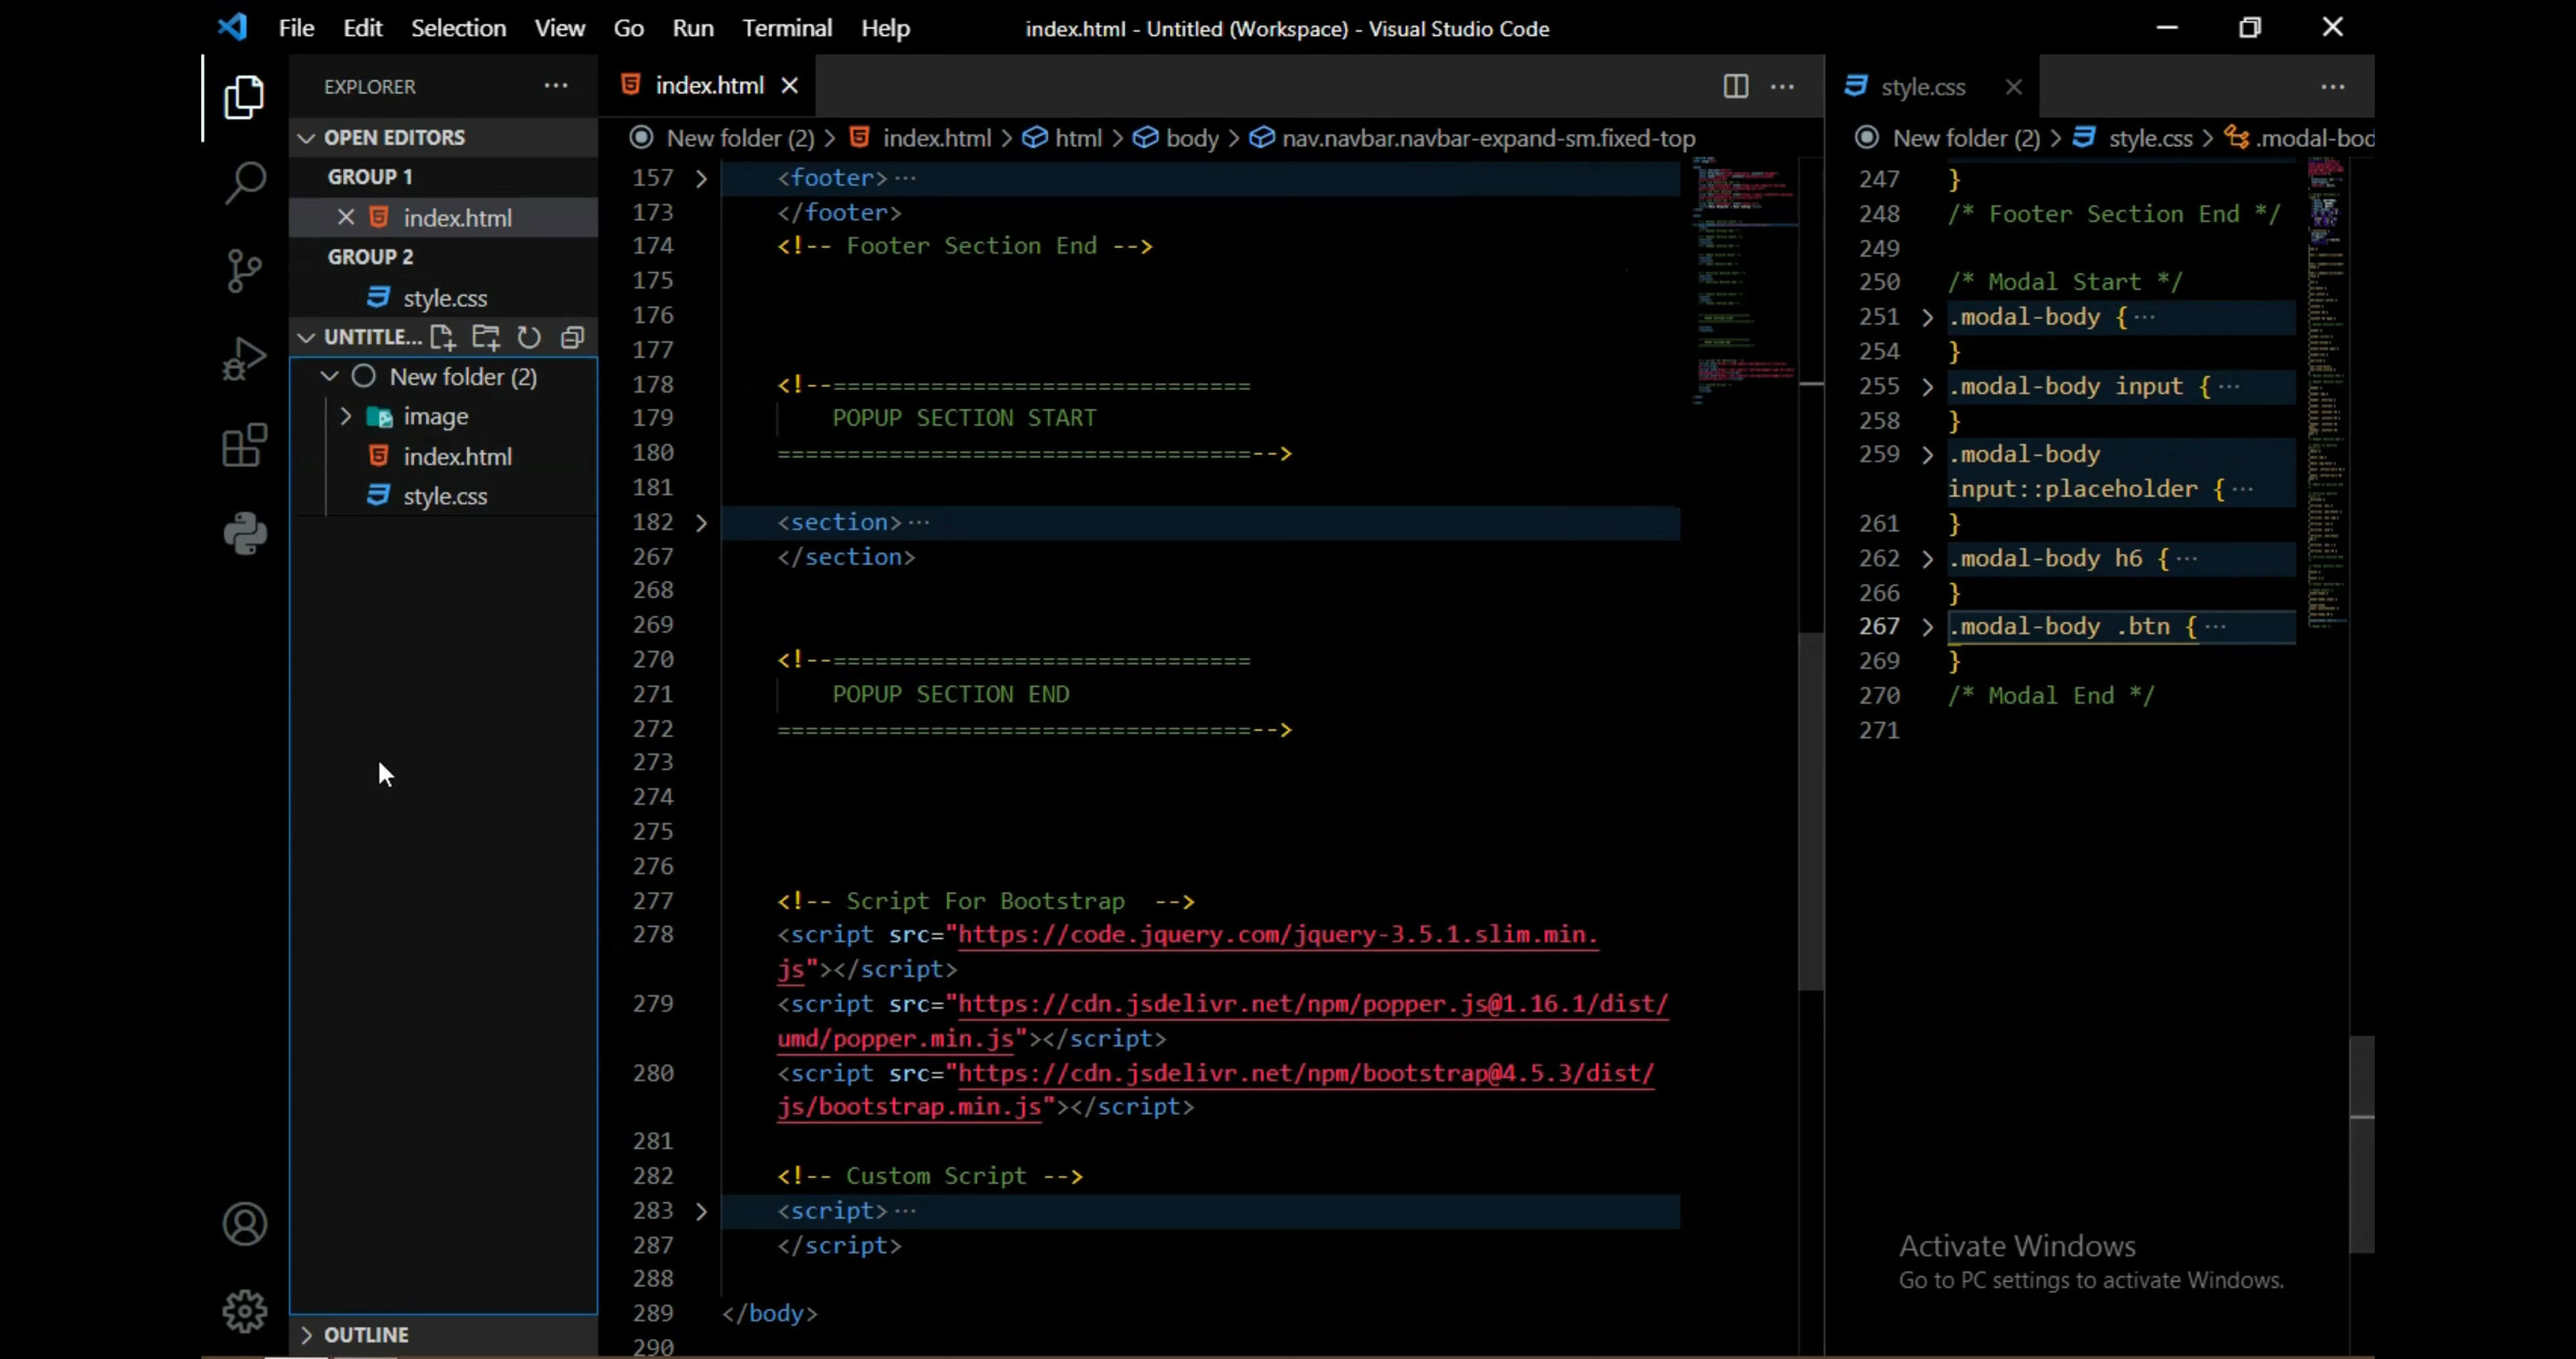 File Edit Selection View Go Run Terminal Help
index.html - Untitled (Workspace) - Visual Studio Code
EXPLORER
OPEN EDITORS
GROUP 1
index.html
GROUP 2
style.css
UNTITLE...
New folder (2)
image
index.html
style.css
OUTLINE
index.html
New folder (2) > index.html > html > body > nav.navbar.navbar-expand-sm.fixed-top
157 <footer>···
173 </footer>
174 <!-- Footer Section End -->
175
176
177
178 <!--==============================
179 POPUP SECTION START
180 ==================================-->
181
182 <section>···
267 </section>
268
269
270 <!--==============================
271 POPUP SECTION END
272 ==================================-->
273
274
275
276
277 <!-- Script For Bootstrap  -->
278 <script src="https://code.jquery.com/jquery-3.5.1.slim.min.
js"></script>
279 <script src="https://cdn.jsdelivr.net/npm/popper.js@1.16.1/dist/
umd/popper.min.js"></script>
280 <script src="https://cdn.jsdelivr.net/npm/bootstrap@4.5.3/dist/
js/bootstrap.min.js"></script>
281
282 <!-- Custom Script -->
283 <script>···
287 </script>
288
289 </body>
290
style.css
New folder (2) > style.css > .modal-bod
247 }
248 /* Footer Section End */
249
250 /* Modal Start */
251 .modal-body {···
254 }
255 .modal-body input {···
258 }
259 .modal-body
input::placeholder {···
261 }
262 .modal-body h6 {···
266 }
267 .modal-body .btn {···
269 }
270 /* Modal End */
271
Activate Windows
Go to PC settings to activate Windows.